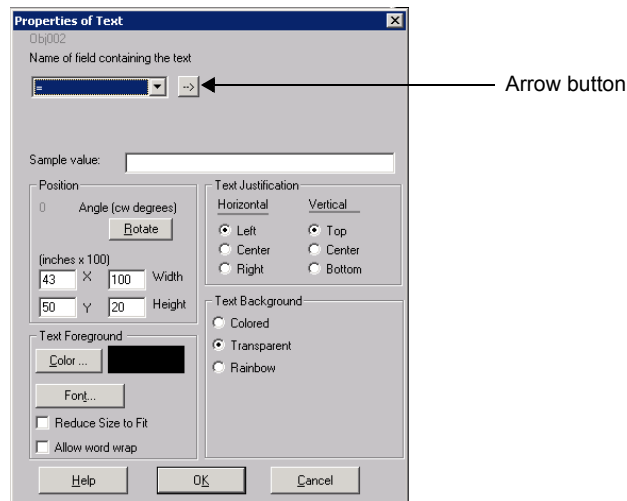 Properties of Text
Obj002
Name of field containing the text
=
-->
Arrow button
Sample value:
Position
0 Angle (cw degrees)
Rotate
(inches x 100)
43 X 100 Width
50 Y 20 Height
Text Justification
Horizontal Vertical
Left Top
Center Center
Right Bottom
Text Foreground
Color ...
Font...
Reduce Size to Fit
Allow word wrap
Text Background
Colored
Transparent
Rainbow
Help OK Cancel